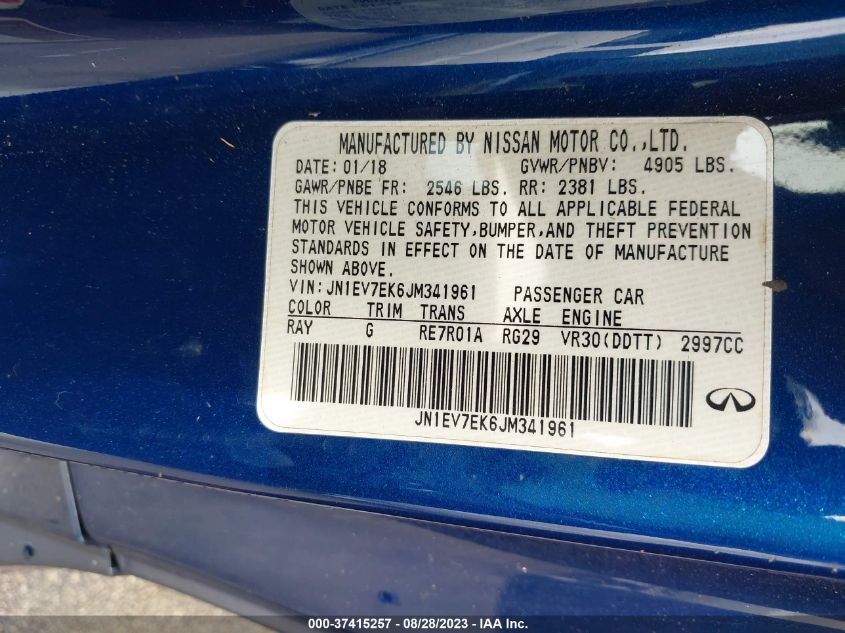 MANUFACTURED BY NISSAN MOTOR CO.,LTD.
DATE: 01/18 GVWR/PNBV: 4905 LBS.
GAWR/PNBE FR: 2546 LBS. RR: 2381 LBS.
THIS VEHICLE CONFORMS TO ALL APPLICABLE FEDERAL
MOTOR VEHICLE SAFETY,BUMPER,AND THEFT PREVENTION
STANDARDS IN EFFECT ON THE DATE OF MANUFACTURE
SHOWN ABOVE.
VIN:JN1EV7EK6JM341961 PASSENGER CAR
COLOR TRIM TRANS AXLE ENGINE
RAY G RE7R01A RG29 VR30(DDTT) 2997CC
JN1EV7EK6JM341961
000-37415257 - 08/28/2023 - COPYRIGHT IAA, LLC.